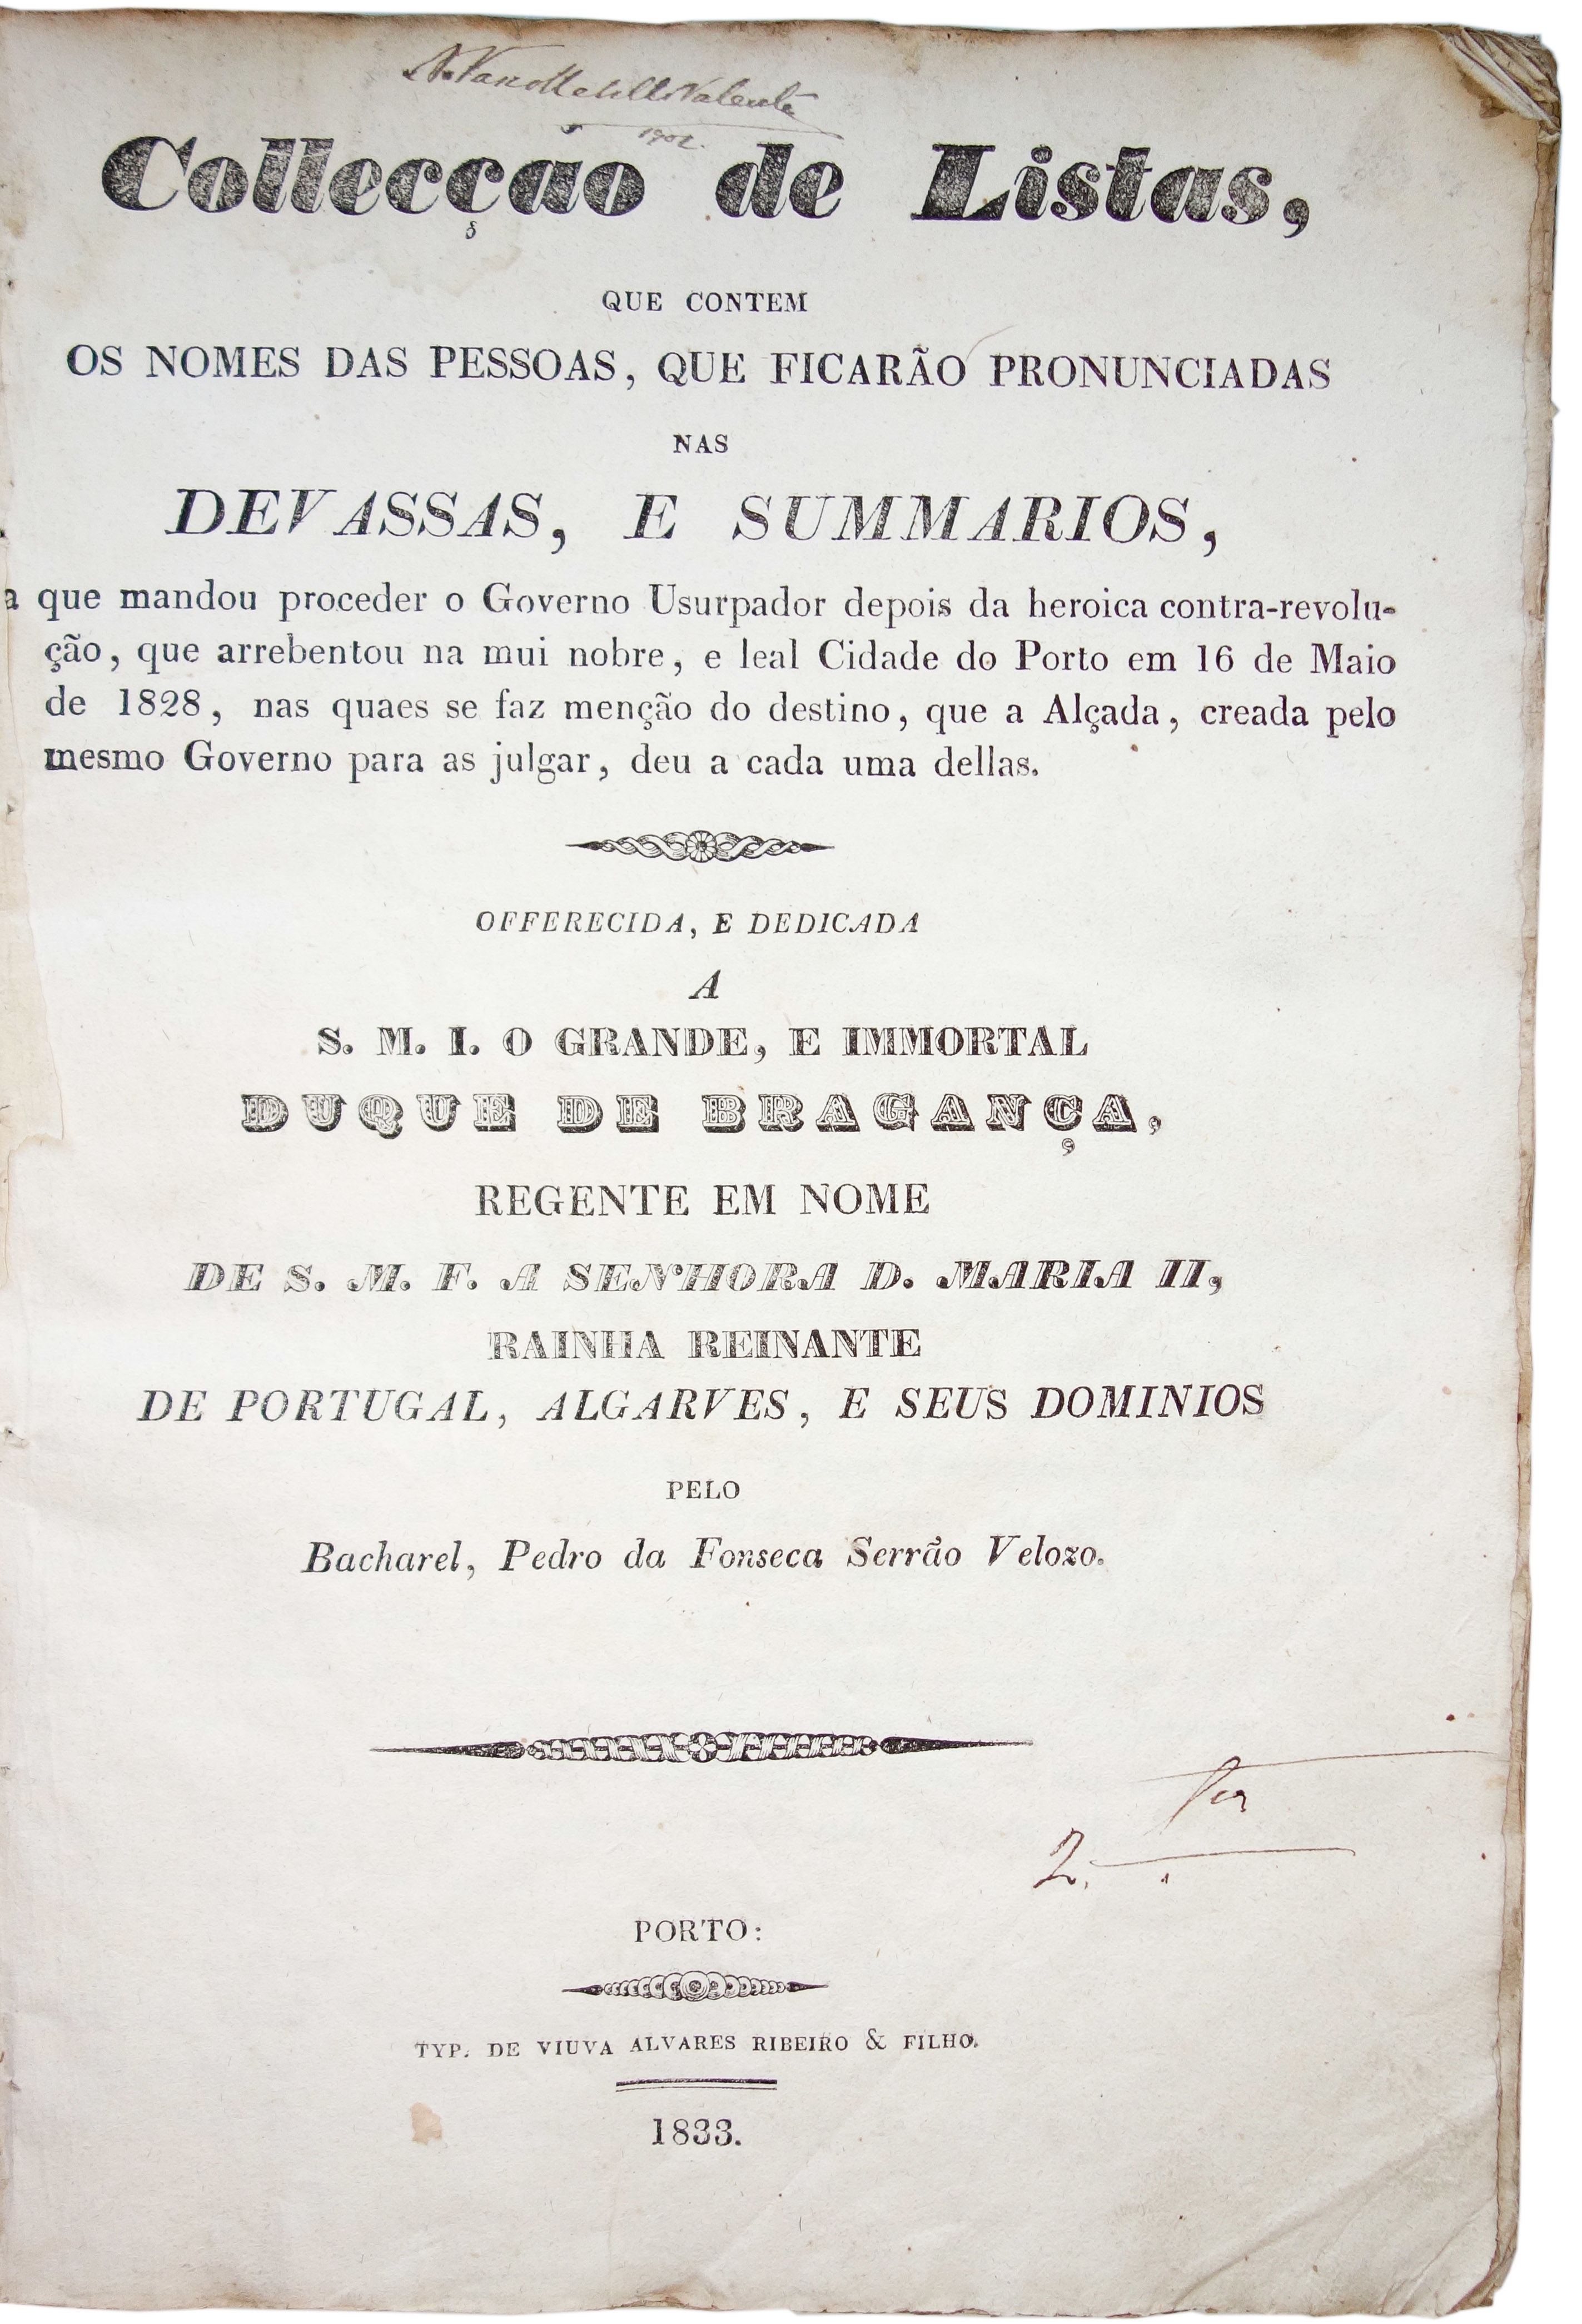 1902.
Collecção de Listas,
QUE CONTEM
OS NOMES DAS PESSOAS, QUE FICARÃO PRONUNCIADAS
NAS
DEVASSAS, E SUMMARIOS,
a que mandou proceder o Governo Usurpador depois da heroica contra-revolu-
ção, que arrebentou na mui nobre, e leal Cidade do Porto em 16 de Maio
de 1828, nas quaes se faz menção do destino, que a Alçada, creada pelo
mesmo Governo para as julgar, deu a cada uma dellas.
OFFERECIDA, E DEDICADA
A
S. M. I. O GRANDE, E IMMORTAL
DUQUE DE BRAGANÇA,
REGENTE EM NOME
DE S. M. F. A SENHORA D. MARIA II,
RAINHA REINANTE
DE PORTUGAL, ALGARVES, E SEUS DOMINIOS
PELO
Bacharel, Pedro da Fonseca Serrão Velozo.
2.
PORTO:
TYP. DE VIUVA ALVARES RIBEIRO & FILHO.
1833.